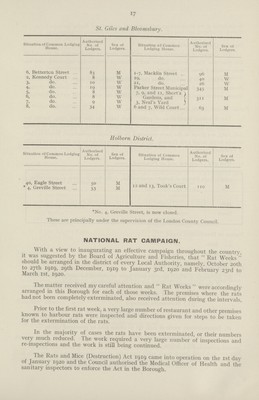 17
St. Giles and Bloomsbury.
Situation of Common Lodging House. Authorised No. of Lodgers. Sex of Lodgers. Situation of Common Lodging House. Authorised No. of Lodgers. Sex of Lodgers.
6, Betterton Street ... 83 W
2, Kennedy Court ... 8 W
3, do. 10 W
4, do. 19 W
5, do. 8 W
6, do. 9 W
7, do. 9 W
8, do. 34 W
1-7, Macklin Street ... 98 M
19, do. 40 W
21, do. 26 W
Parker Street Municipal 345 M
7, 9, and 11, Short's Gardens, and 3, Neal's Yard 311 M
6 and 7, Wild Court ... 65 M
Holborn District.
Situation of Common Lodging House. Authorised No. of Lodgers. Sex of Lodgers. Situation of Common Lodging House. Authorised No. of Lodgers. Sex of Lodgers.
40, Eagle Street 90 M
*4, Greville Street ... 53 M
12 and 13, Took's Court M
*No. 4, Greville Street, is now closed.
These are principally under the supervision of the London County Council.
NATIONAL RAT CAMPAIGN.
With a view to inaugurating an effective campaign throughout the country,
it was suggested by the Board of Agriculture and Fisheries, that " Rat Weeks "
should be arranged in the district of every Local Authority, namely, October 20th
to 27th 1919, 29th December, 1919 to January 3rd, 1920 and February 23rd to
March 1st, 1920.
The matter received my careful attention and " Rat Weeks " were accordingly
arranged in this Borough for each of those weeks. The premises where the rats
had not been completely exterminated, also received attention during the intervals.
Prior to the first rat week, a very large number of restaurant and other premises
known to harbour rats were inspected and directions given for steps to be taken
for the extermination of the rats.
In the majority of cases the rats have been exterminated, or their numbers
very much reduced. The work required a very large number of inspections and
re-inspections and the work is still being continued.
The Rats and Mice (Destruction) Act 1919 came into operation on the 1st day
of January 1920 and the Council authorised the Medical Officer of Health and the
sanitary inspectors to enforce the Act in the Borough.